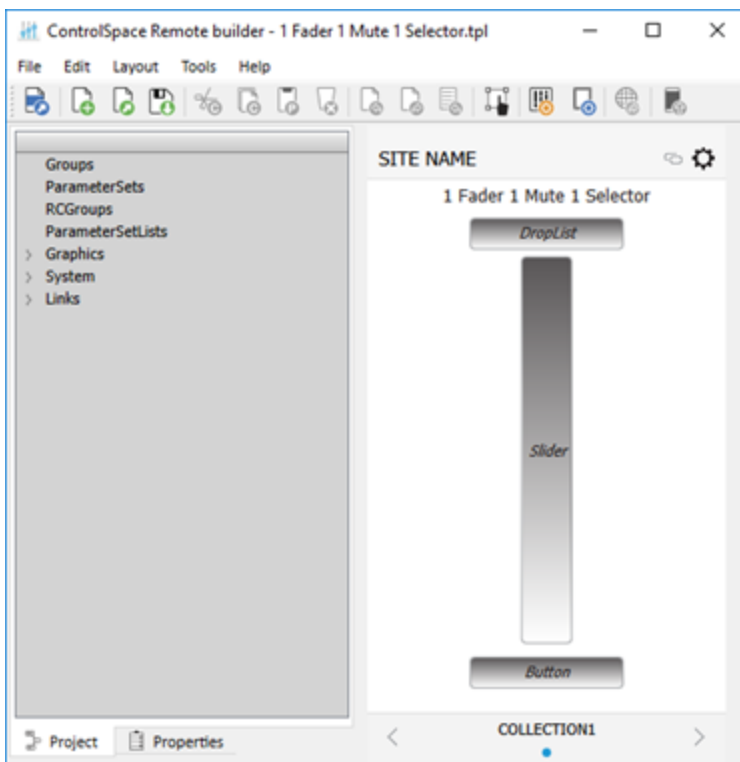 ControlSpace Remote builder - 1 Fader 1 Mute 1 Selector.tpl
File Edit Layout Tools Help
Groups
ParameterSets
RCGroups
ParameterSetLists
Graphics
System
Links
Project Properties
SITE NAME
1 Fader 1 Mute 1 Selector
DropList
Slider
Button
COLLECTION1